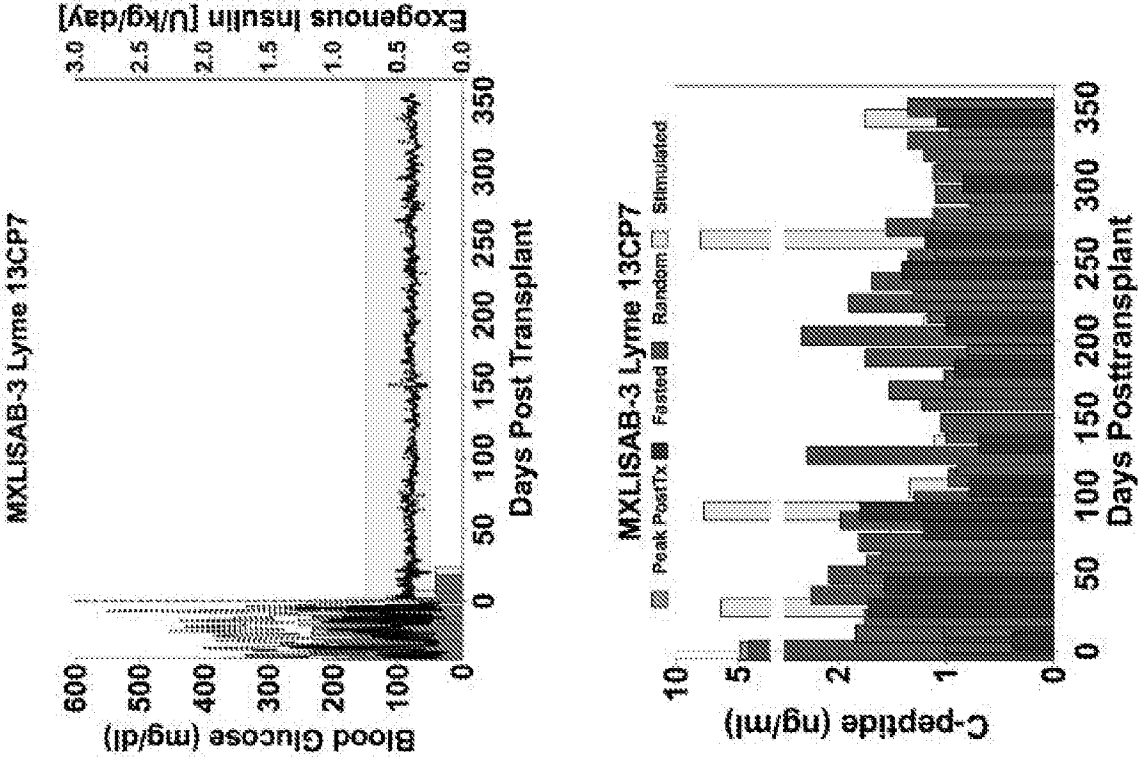 MXLISAB-3 Lyme 13CP7
Blood Glucose (mg/dl)
600
500
400
300
200
100
0
Exogenous Insulin [U/kg/day]
3.0
2.5
2.0
1.5
1.0
0.5
0.0
0 50 100 150 200 250 300 350
Days Post Transplant
MXLISAB-3 Lyme 13CP7
Peak PostTx Fasted Random Stimulated
C-peptide (ng/ml)
10
5
2
1
0
0 50 100 150 200 250 300 350
Days Posttransplant